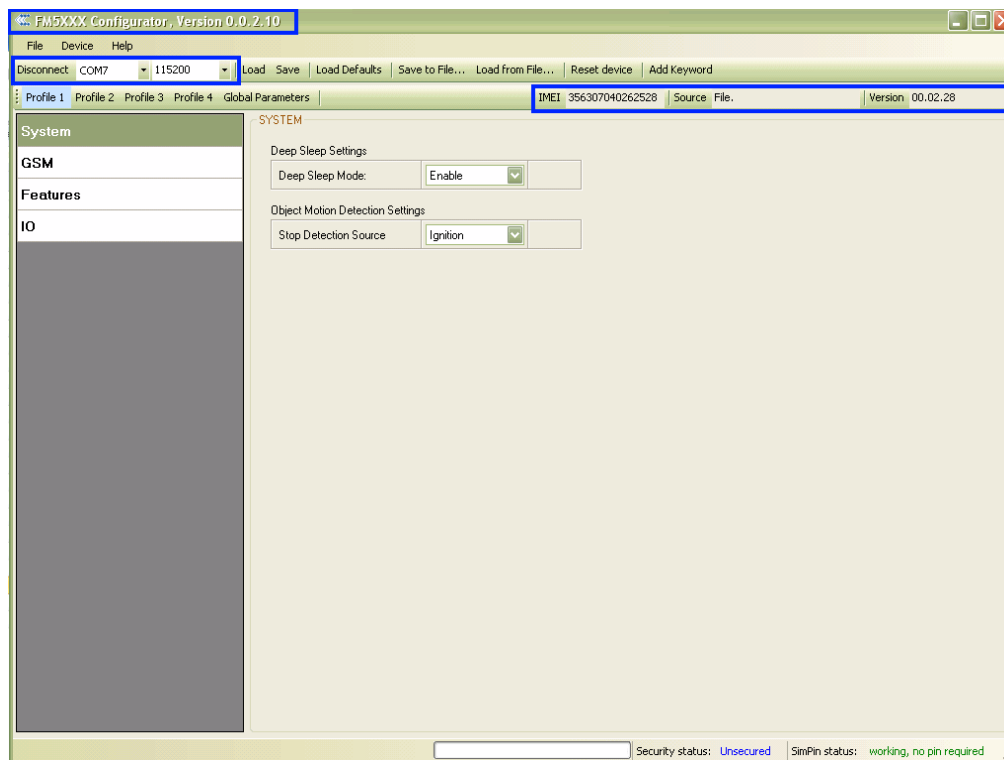 FM5XXX Configurator, Version 0.0.2.10
File Device Help
Disconnect COM7 115200 Load Save Load Defaults Save to File... Load from File... Reset device Add Keyword
Profile 1 Profile 2 Profile 3 Profile 4 Global Parameters IMEI 356307040262528 Source File. Version 00.02.28
System
GSM
Features
IO
SYSTEM
Deep Sleep Settings
Deep Sleep Mode: Enable
Object Motion Detection Settings
Stop Detection Source Ignition
Security status: Unsecured SimPin status: working, no pin required